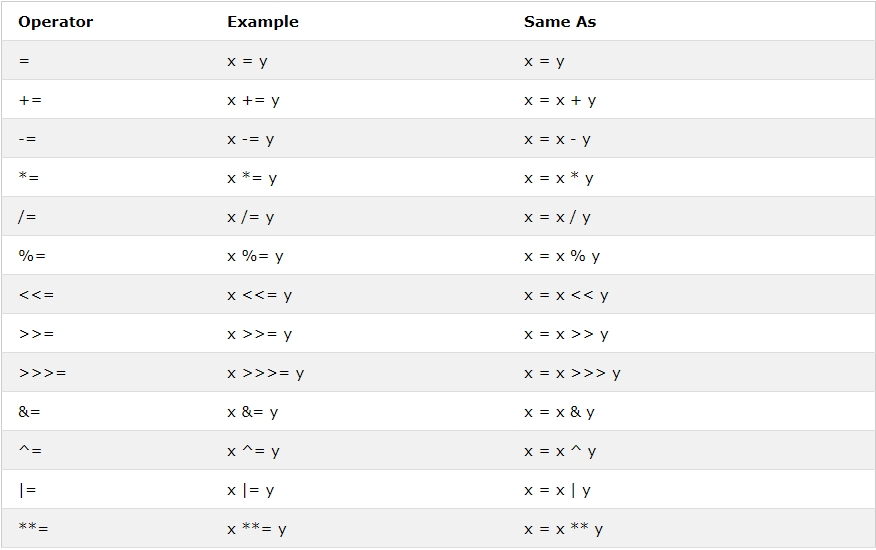 Operator Example Same As
= x = y x = y
+= x += y x = x + y
-= x -= y x = x - y
*= x *= y x = x * y
/= x /= y x = x / y
%= x %= y x = x % y
<<= x <<= y x = x << y
>>= x >>= y x = x >> y
>>>= x >>>= y x = x >>> y
&= x &= y x = x & y
^= x ^= y x = x ^ y
|= x |= y x = x | y
**= x **= y x = x ** y